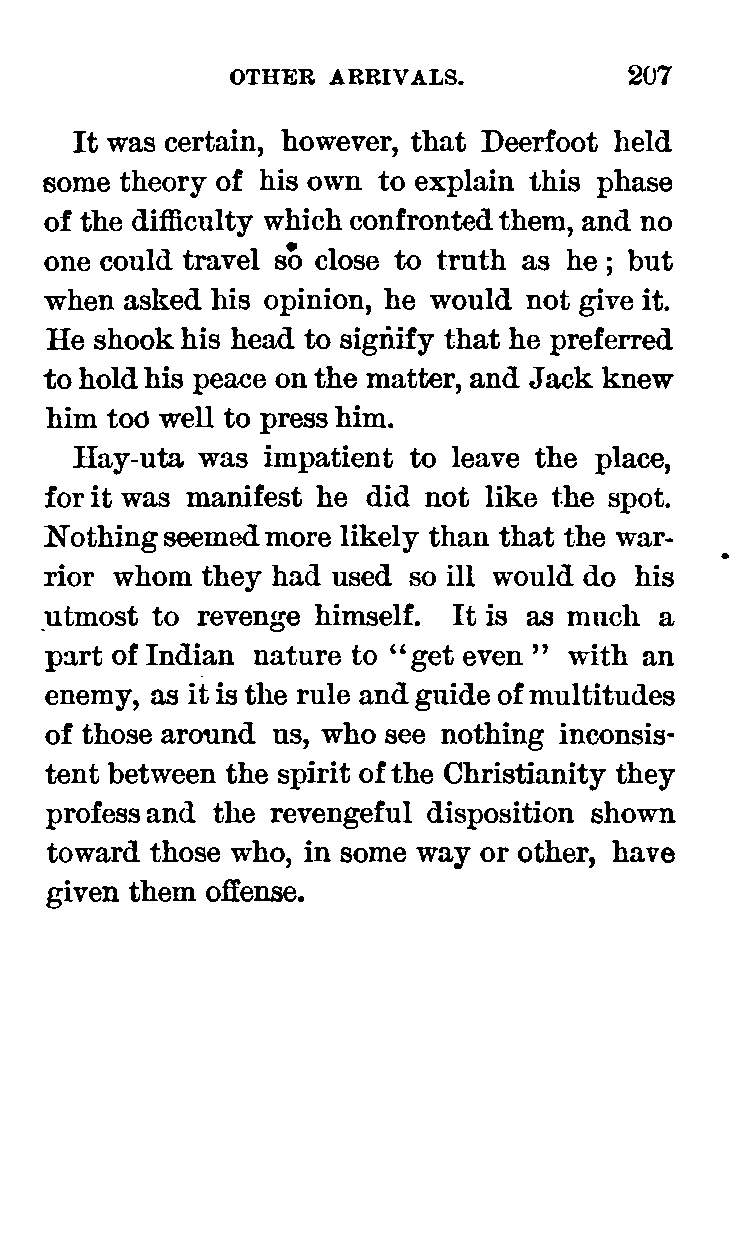 OTHER ARRIVALS. 207
It was certain, however, that Deerfoot held
some theory of his own to explain this phase
of the difficulty which confronted them, and no
one could travel so close to truth as he; but
when asked his opinion, he would not give it.
He shook his head to signify that he preferred
to hold his peace on the matter, and Jack knew
him too well to press him.
Hay-uta was impatient to leave the place,
for it was manifest he did not like the spot.
Nothing seemed more likely than that the war-
rior whom they had used so ill would do his
utmost to revenge himself. It is as much a
part of Indian nature to “get even” with an
enemy, as it is the rule and guide of multitudes
of those around us, who see nothing inconsis-
tent between the spirit of the Christianity they
profess and the revengeful disposition shown
toward those who, in some way or other, have
given them offense.